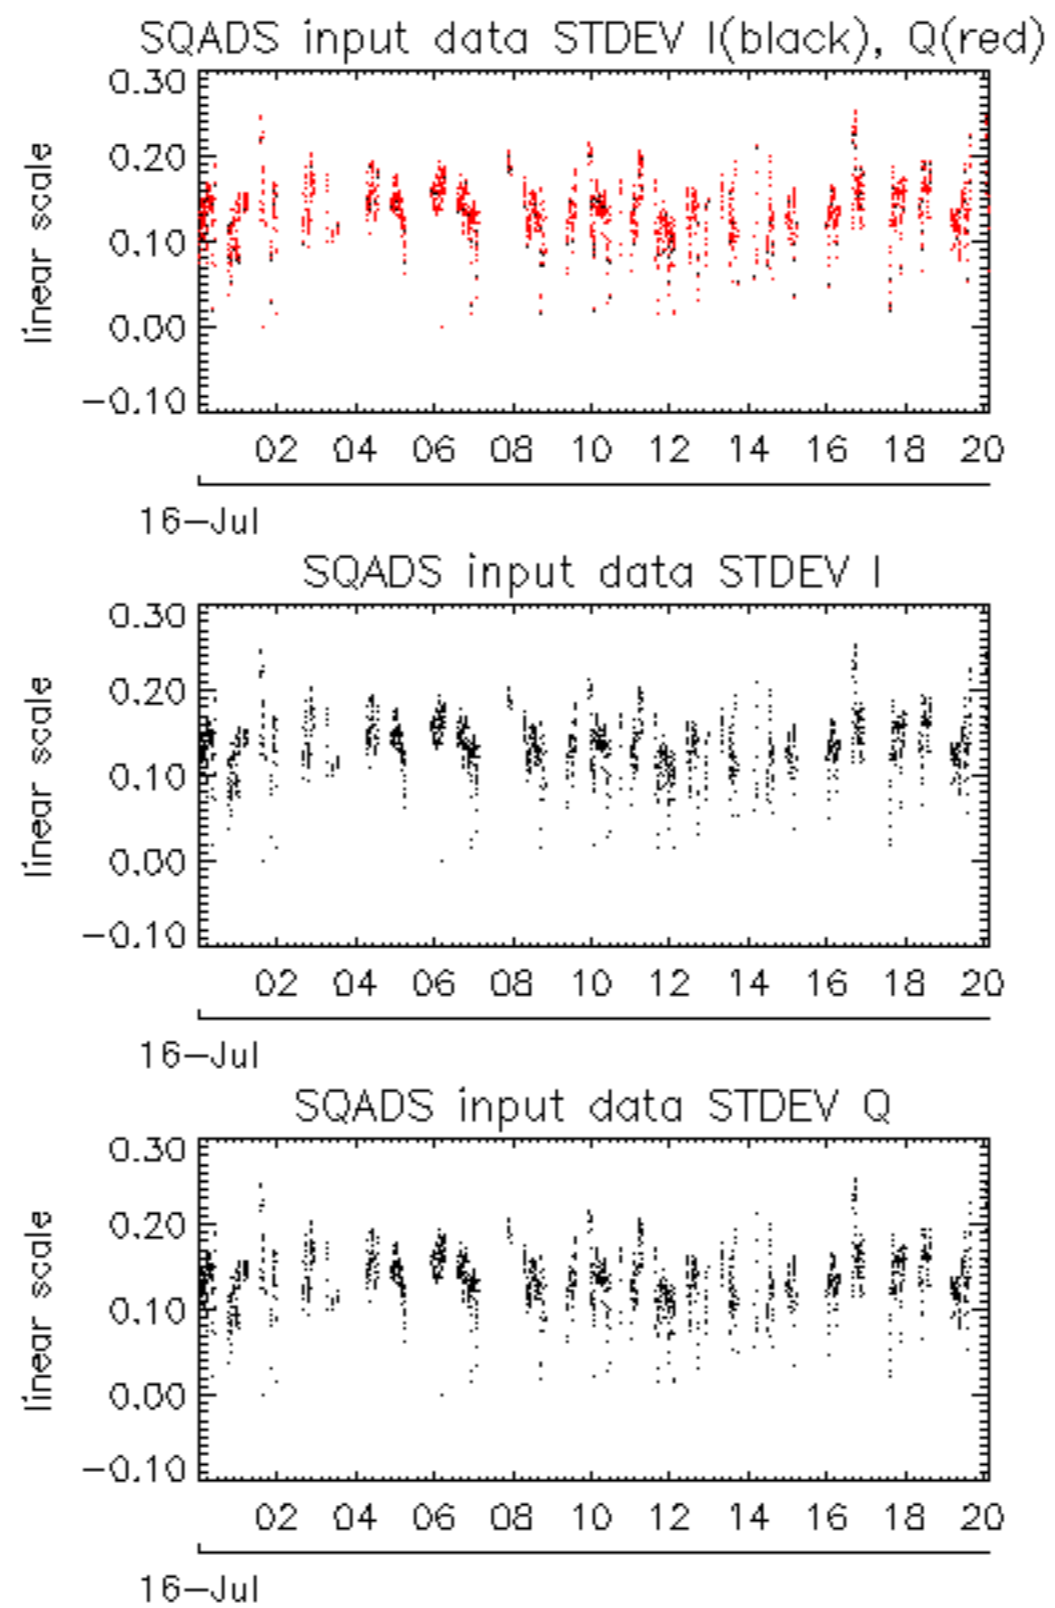 SQADS input data STDEV I(black), Q(red)
0.30
0.20
0.10
0.00
−0.10
linear scale
02 04 06 08 10 12 14 16 18 20
16−Jul
SQADS input data STDEV I
0.30
0.20
0.10
0.00
−0.10
linear scale
02 04 06 08 10 12 14 16 18 20
16−Jul
SQADS input data STDEV Q
0.30
0.20
0.10
0.00
−0.10
linear scale
02 04 06 08 10 12 14 16 18 20
16−Jul